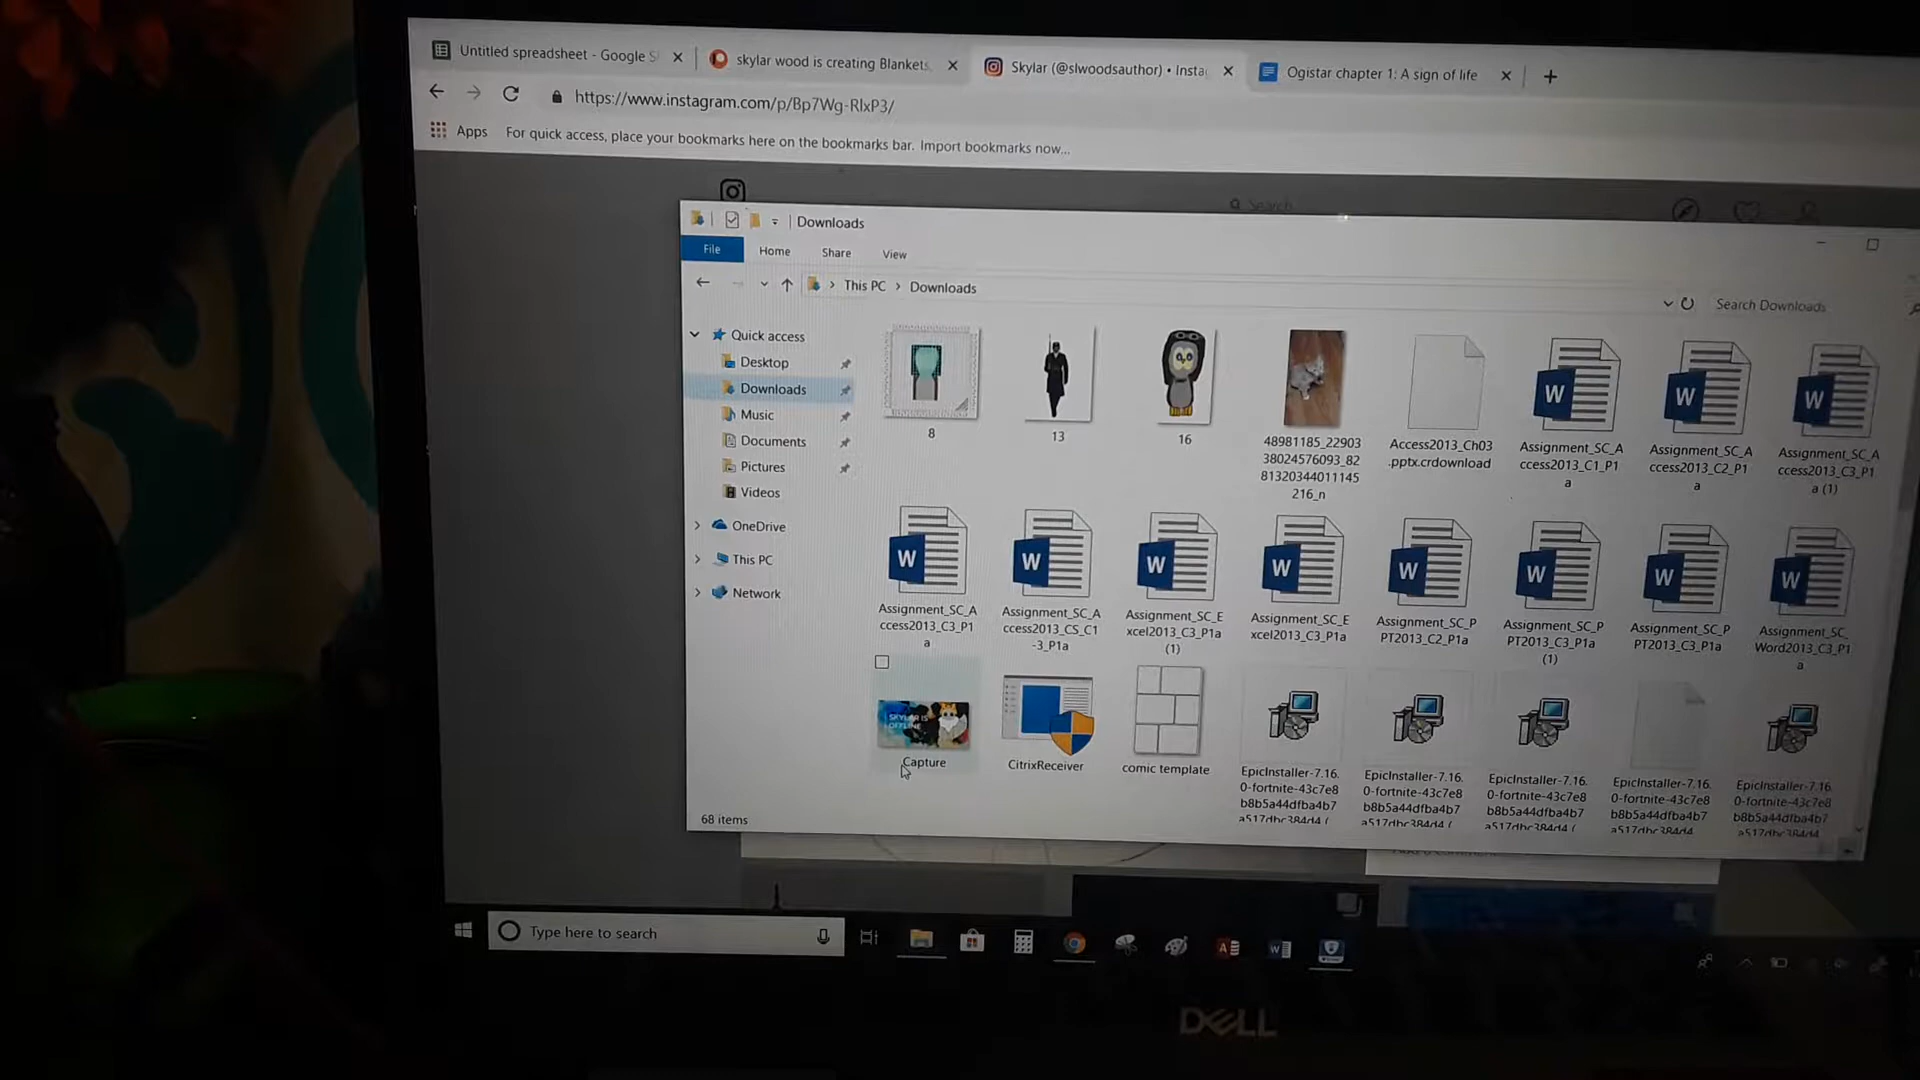 Untitled spreadsheet - Google S
skylar wood is creating Blankets,
Skylar (@slwoodsauthor) • Insta
Ogistar chapter 1: A sign of life
https://www.instagram.com/p/Bp7Wg-RlxP3/
Apps
For quick access, place your bookmarks here on the bookmarks bar. Import bookmarks now...
Search
Downloads
File
Home
Share
View
This PC
Downloads
Search Downloads
Quick access
Desktop
Downloads
Music
Documents
Pictures
Videos
OneDrive
This PC
Network
8
13
16
48981185_22903
38024576093_82
81320344011145
216_n
Access2013_Ch03
.pptx.crdownload
Assignment_SC_A
ccess2013_C1_P1
a
Assignment_SC_A
ccess2013_C2_P1
a
Assignment_SC_A
ccess2013_C3_P1
a (1)
Assignment_SC_A
ccess2013_C3_P1
a
Assignment_SC_A
ccess2013_CS_C1
-3_P1a
Assignment_SC_E
xcel2013_C3_P1a
(1)
Assignment_SC_E
xcel2013_C3_P1a
Assignment_SC_P
PT2013_C2_P1a
Assignment_SC_P
PT2013_C3_P1a
(1)
Assignment_SC_P
PT2013_C3_P1a
Assignment_SC_
Word2013_C3_P1
a
SKYLAR IS
OFFLINE
Capture
CitrixReceiver
comic template
EpicInstaller-7.16.
0-fortnite-43c7e8
b8b5a44dfba4b7
a517dbc384d4 (
EpicInstaller-7.16.
0-fortnite-43c7e8
b8b5a44dfba4b7
a517dbc384d4 (
EpicInstaller-7.16.
0-fortnite-43c7e8
b8b5a44dfba4b7
a517dbc384d4 (
EpicInstaller-7.16.
0-fortnite-43c7e8
b8b5a44dfba4b7
a517dbc384d4
EpicInstaller-7.16.
0-fortnite-43c7e8
b8b5a44dfba4b7
a517dbc384d4
68 items
Type here to search
DELL